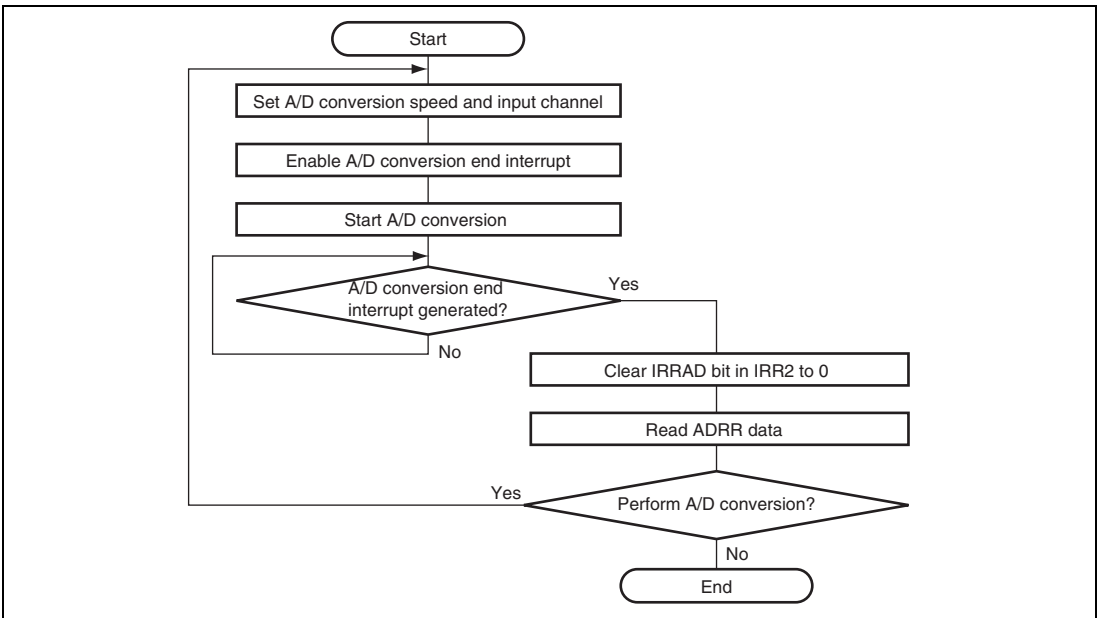 Start
Set A/D conversion speed and input channel
Enable A/D conversion end interrupt
Start A/D conversion
A/D conversion end
interrupt generated?
Yes
No
Clear IRRAD bit in IRR2 to 0
Read ADRR data
Yes
Perform A/D conversion?
No
End